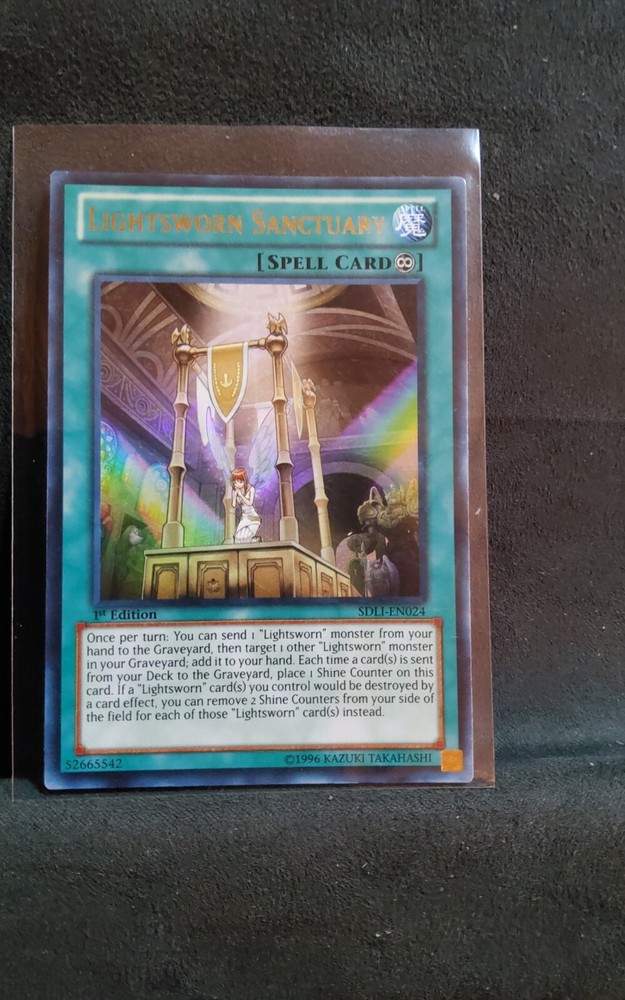 LIGHTSWORN SANCTUARY
魔
[SPELL CARD♾]
1st Edition
SDLI-EN024
Once per turn: You can send 1 "Lightsworn" monster from your
hand to the Graveyard, then target 1 other "Lightsworn" monster
in your Graveyard; add it to your hand. Each time a card(s) is sent
from your Deck to the Graveyard, place 1 Shine Counter on this
card. If a "Lightsworn" card(s) you control would be destroyed by
a card effect, you can remove 2 Shine Counters from your side of
the field for each of those "Lightsworn" card(s) instead.
52665542
©1996 KAZUKI TAKAHASHI